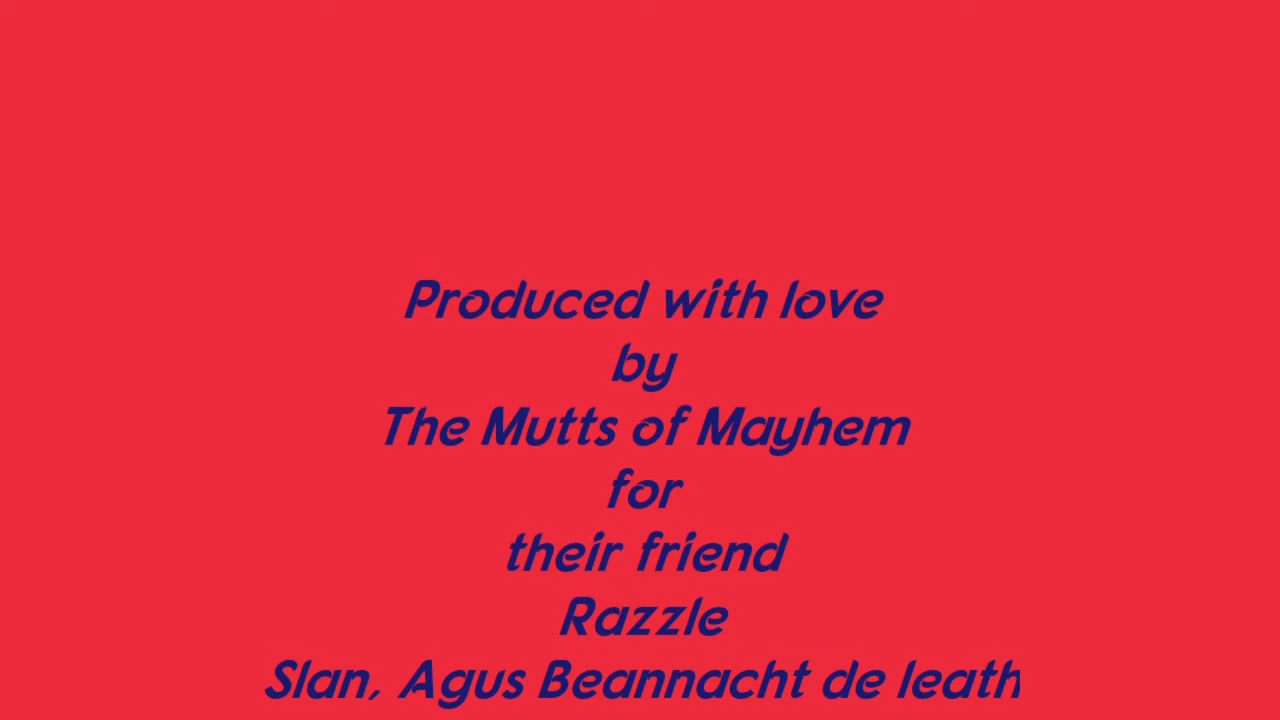 Produced with love
by
The Mutts of Mayhem
for
their friend
Razzle
Slan, Agus Beannacht de leath